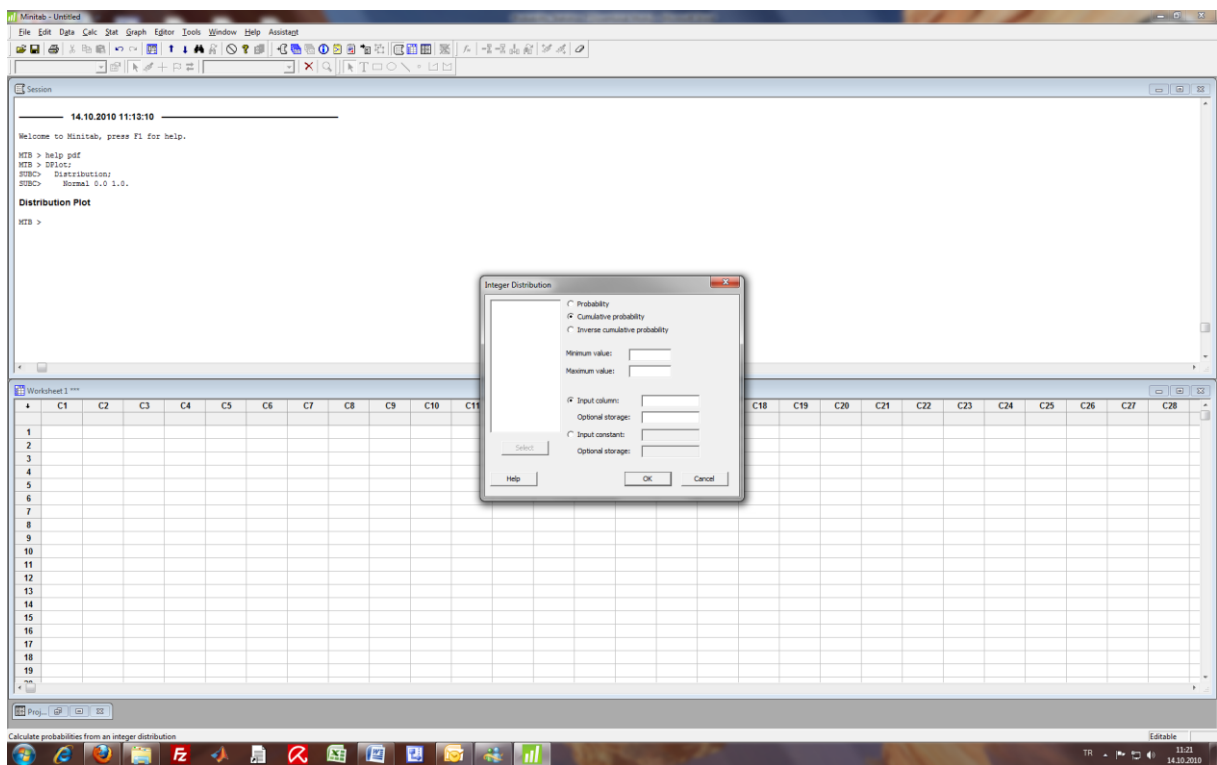 Minitab - Untitled
File Edit Data Calc Stat Graph Editor Tools Window Help Assistant
Session
14.10.2010 11:13:10
Welcome to Minitab, press F1 for help.
MTB > help pdf
MTB > DPlot;
SUBC> Distribution;
SUBC> Normal 0.0 1.0.
Distribution Plot
MTB >
Integer Distribution
Probability
Cumulative probability
Inverse cumulative probability
Minimum value:
Maximum value:
Input column:
Optional storage:
Input constant:
Optional storage:
Select
Help OK Cancel
Worksheet 1 ***
C1 C2 C3 C4 C5 C6 C7 C8 C9 C10 C11 C18 C19 C20 C21 C22 C23 C24 C25 C26 C27 C28
1
2
3
4
5
6
7
8
9
10
11
12
13
14
15
16
17
18
19
20
Proj...
Calculate probabilities from an integer distribution Editable
TR 11:21
14.10.2010